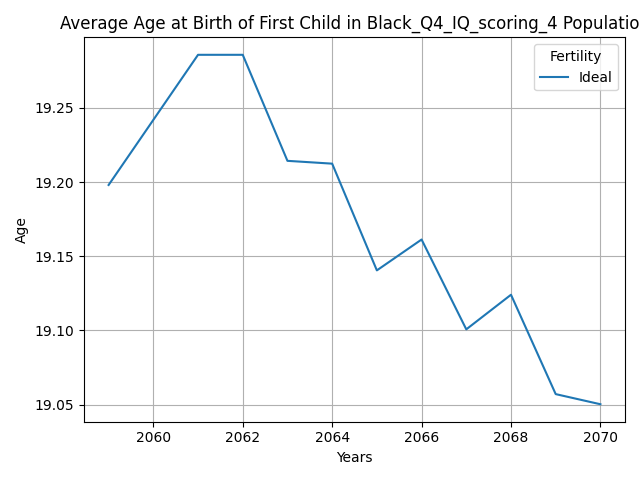 Average Age at Birth of First Child in Black_Q4_IQ_scoring_4 Populatio
Fertility
Ideal
19.25
19.20
19.15
19.10
19.05
Age
2060 2062 2064 2066 2068 2070
Years